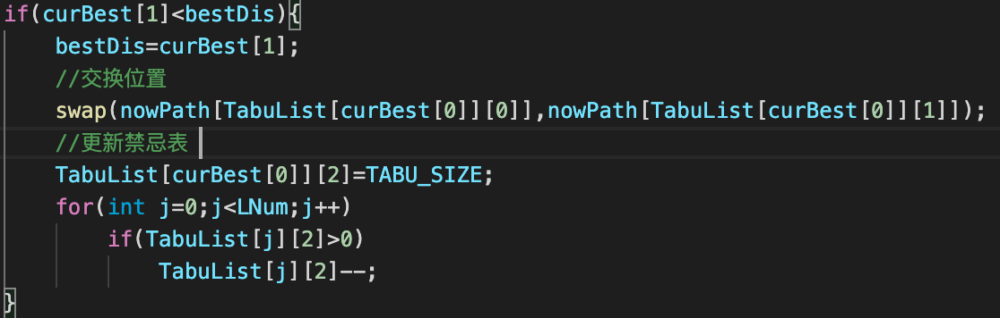 if(curBest[1]<bestDis){
    bestDis=curBest[1];
    //交换位置
    swap(nowPath[TabuList[curBest[0]][0]],nowPath[TabuList[curBest[0]][1]]);
    //更新禁忌表
    TabuList[curBest[0]][2]=TABU_SIZE;
    for(int j=0;j<LNum;j++)
        if(TabuList[j][2]>0)
            TabuList[j][2]--;
}